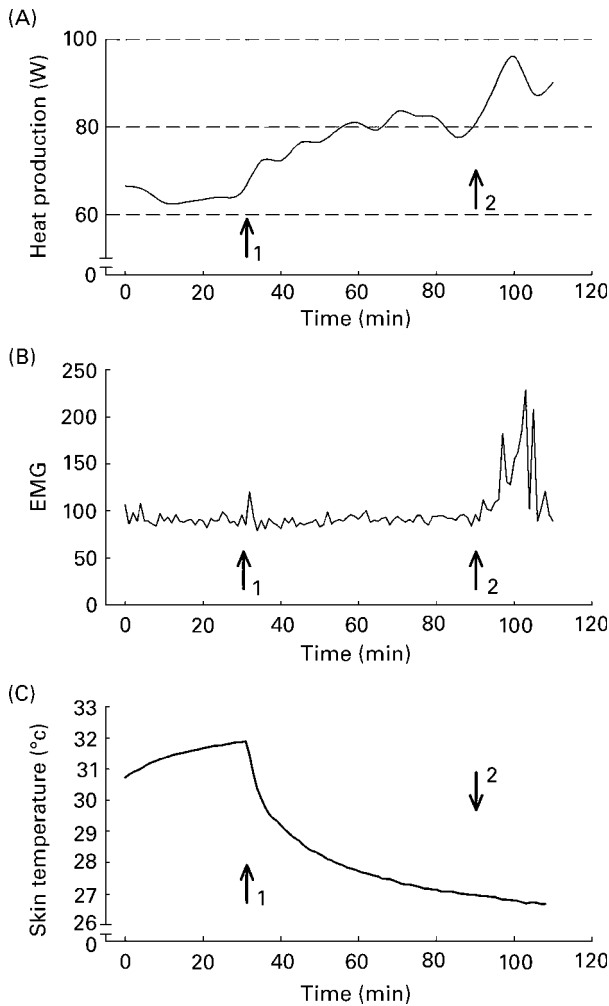 (A)
Heat production (W)
100
80
60
0
1
2
0 20 40 60 80 100 120
Time (min)
(B)
EMG
250
200
150
100
50
0
1
2
0 20 40 60 80 100 120
Time (min)
(C)
Skin temperature (°c)
33
32
31
30
29
28
27
26
0
2
1
0 20 40 60 80 100 120
Time (min)